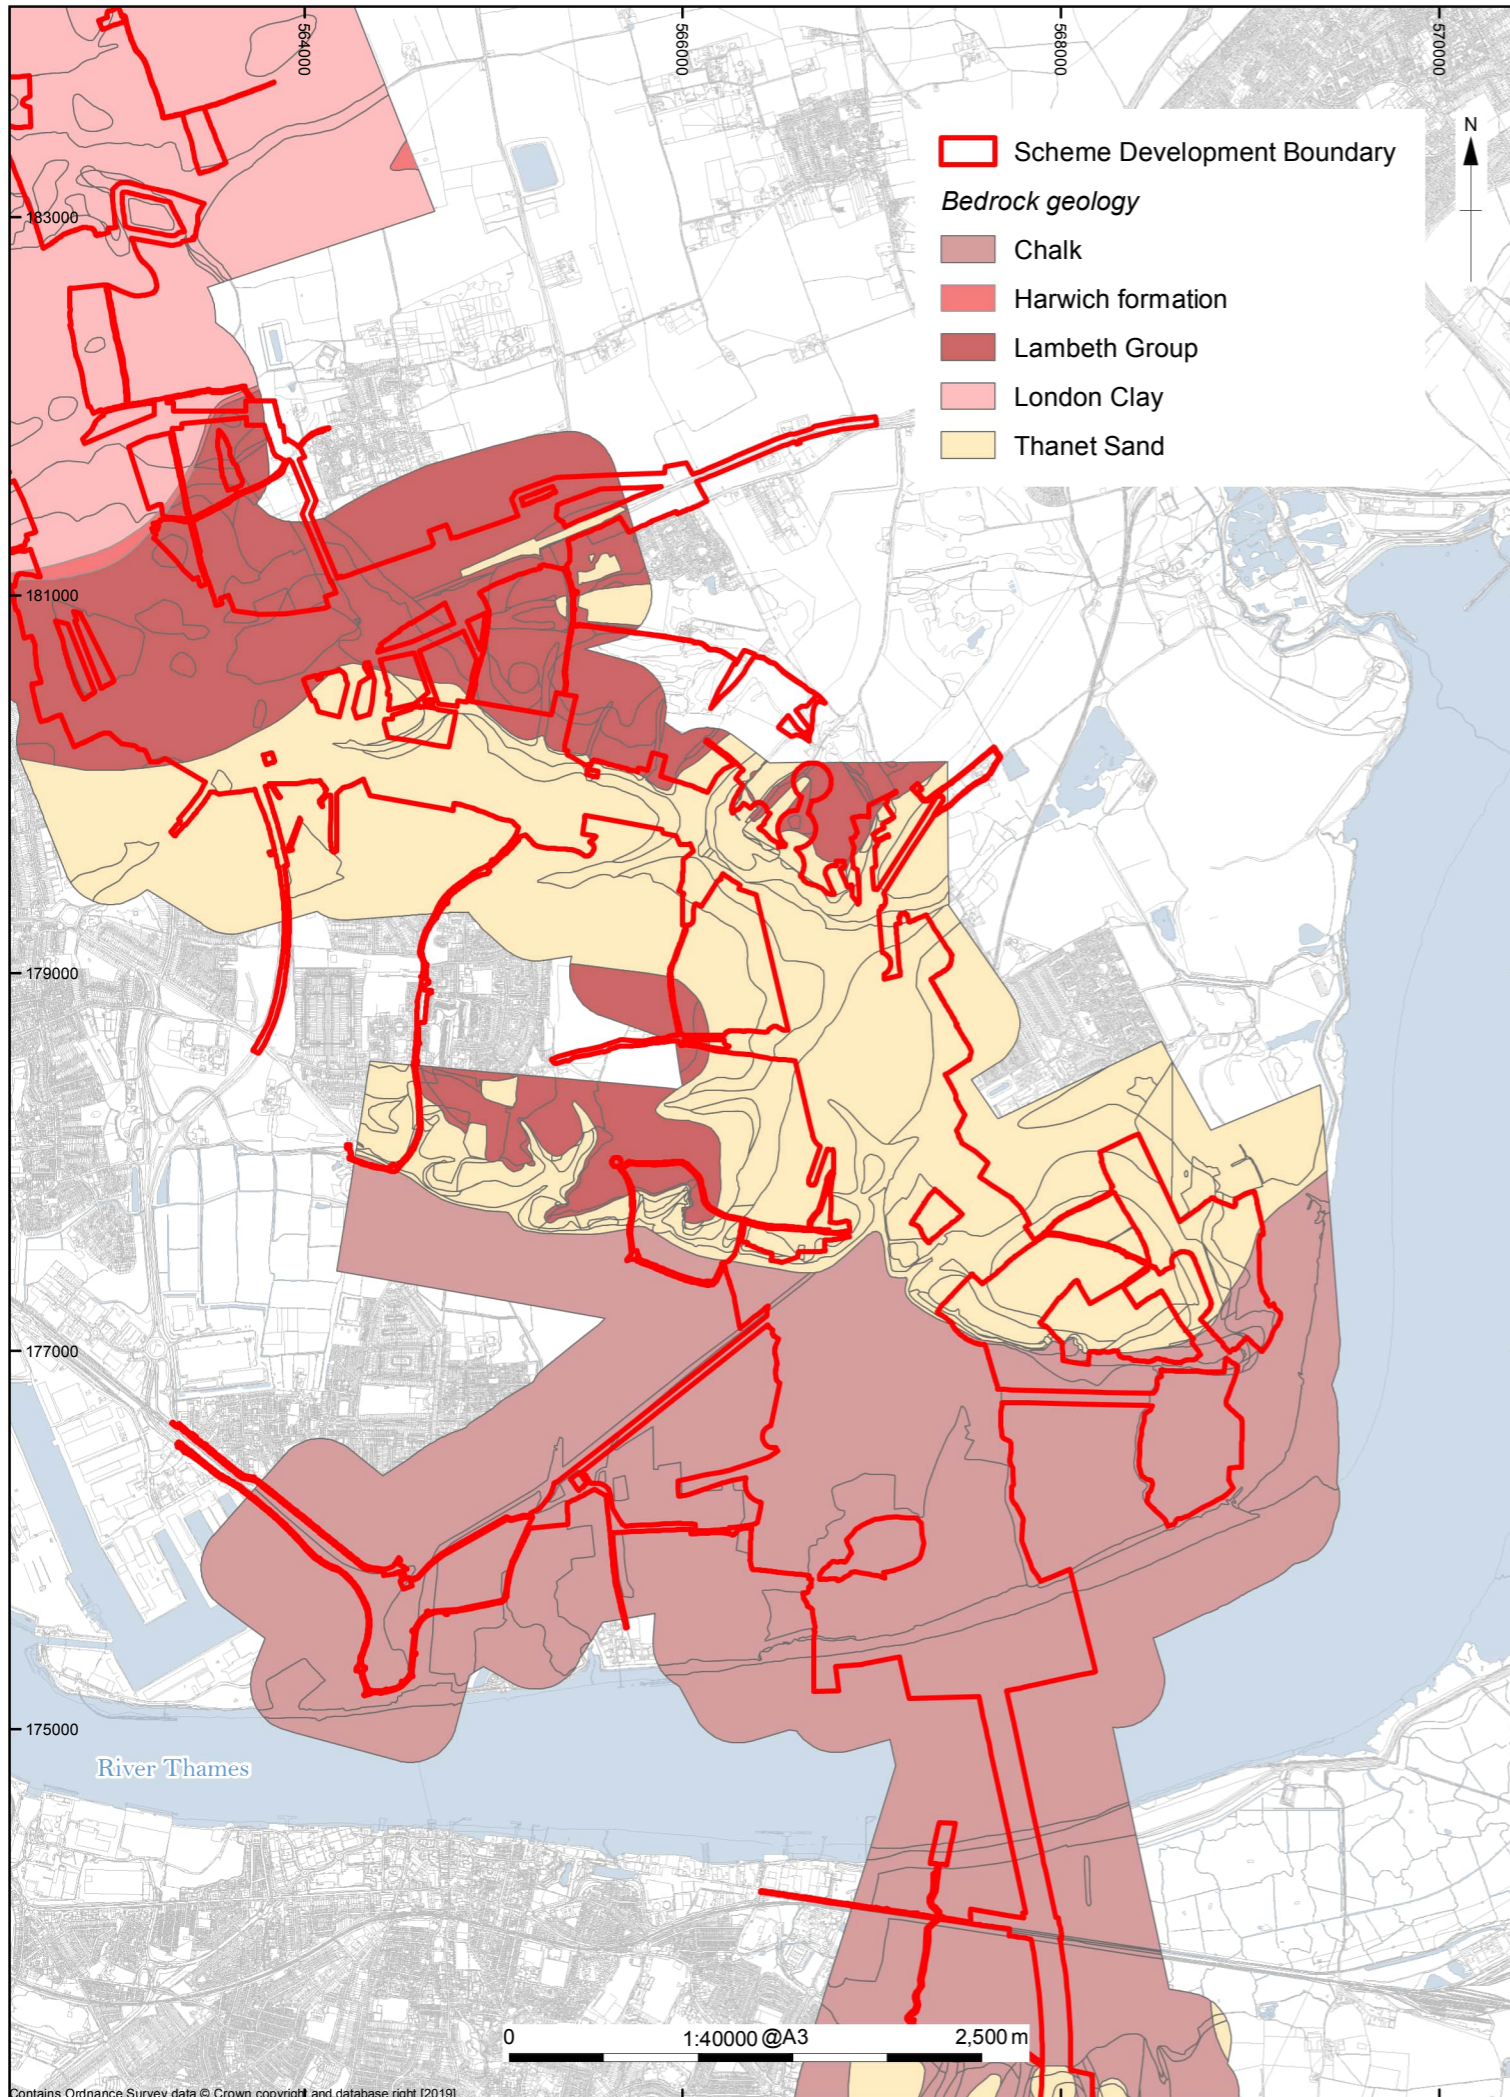 564000
566000
568000
570000
N
Scheme Development Boundary
Bedrock geology
Chalk
Harwich formation
Lambeth Group
London Clay
Thanet Sand
183000
181000
179000
177000
175000
River Thames
0 1:40000 @A3 2,500 m
Contains Ordnance Survey data © Crown copyright and database right [2019]